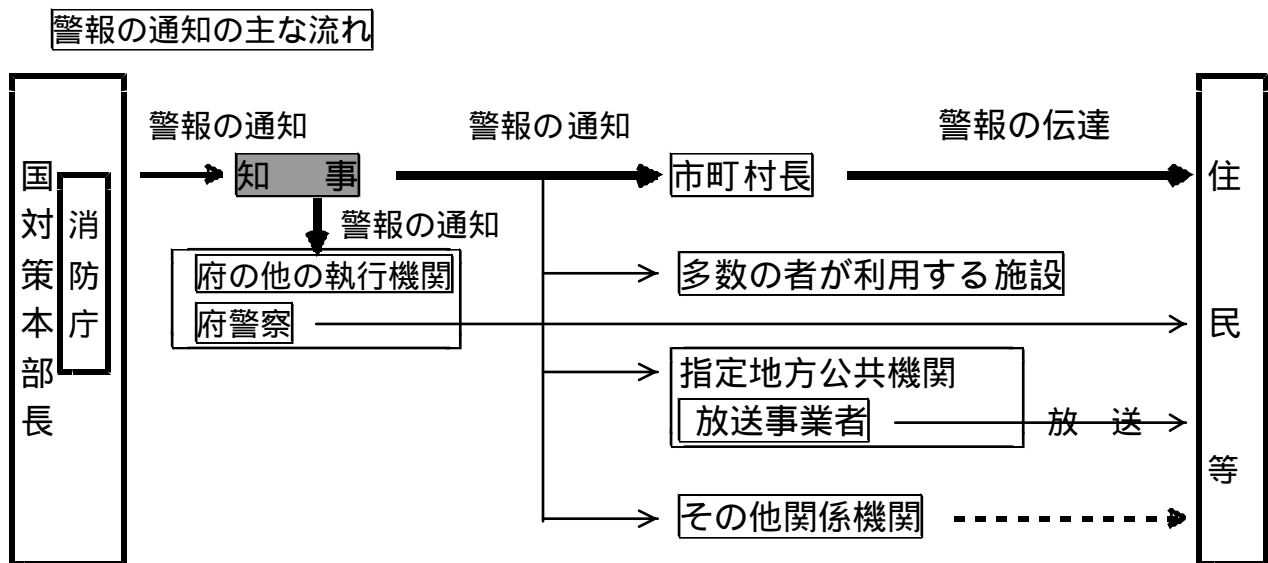 警報の通知の主な流れ
国対策本部長
消防庁
警報の通知
知　事
警報の通知
府の他の執行機関
府警察
警報の通知
市町村長
多数の者が利用する施設
指定地方公共機関
放送事業者
放　送
その他関係機関
警報の伝達
住民等